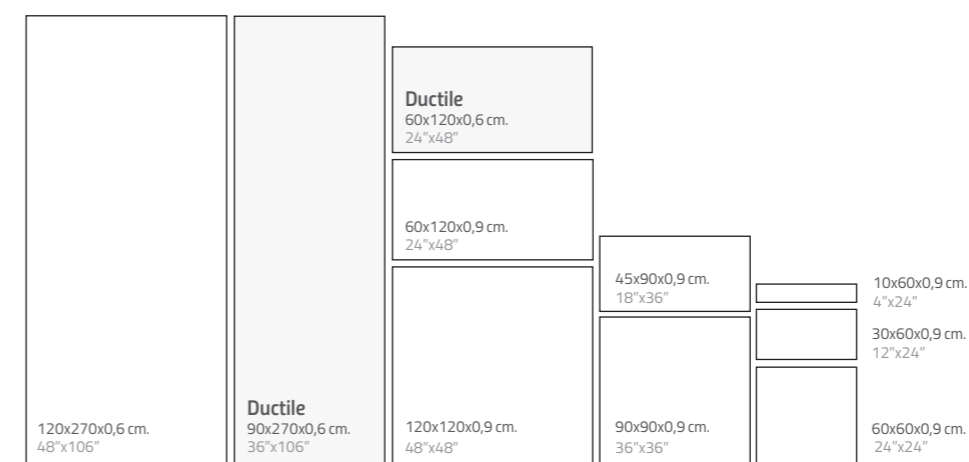 120x270x0,6 cm.
48"x106"
Ductile
90x270x0,6 cm.
36"x106"
Ductile
60x120x0,6 cm.
24"x48"
60x120x0,9 cm.
24"x48"
120x120x0,9 cm.
48"x48"
45x90x0,9 cm.
18"x36"
90x90x0,9 cm.
36"x36"
10x60x0,9 cm.
4"x24"
30x60x0,9 cm.
12"x24"
60x60x0,9 cm.
24"x24"